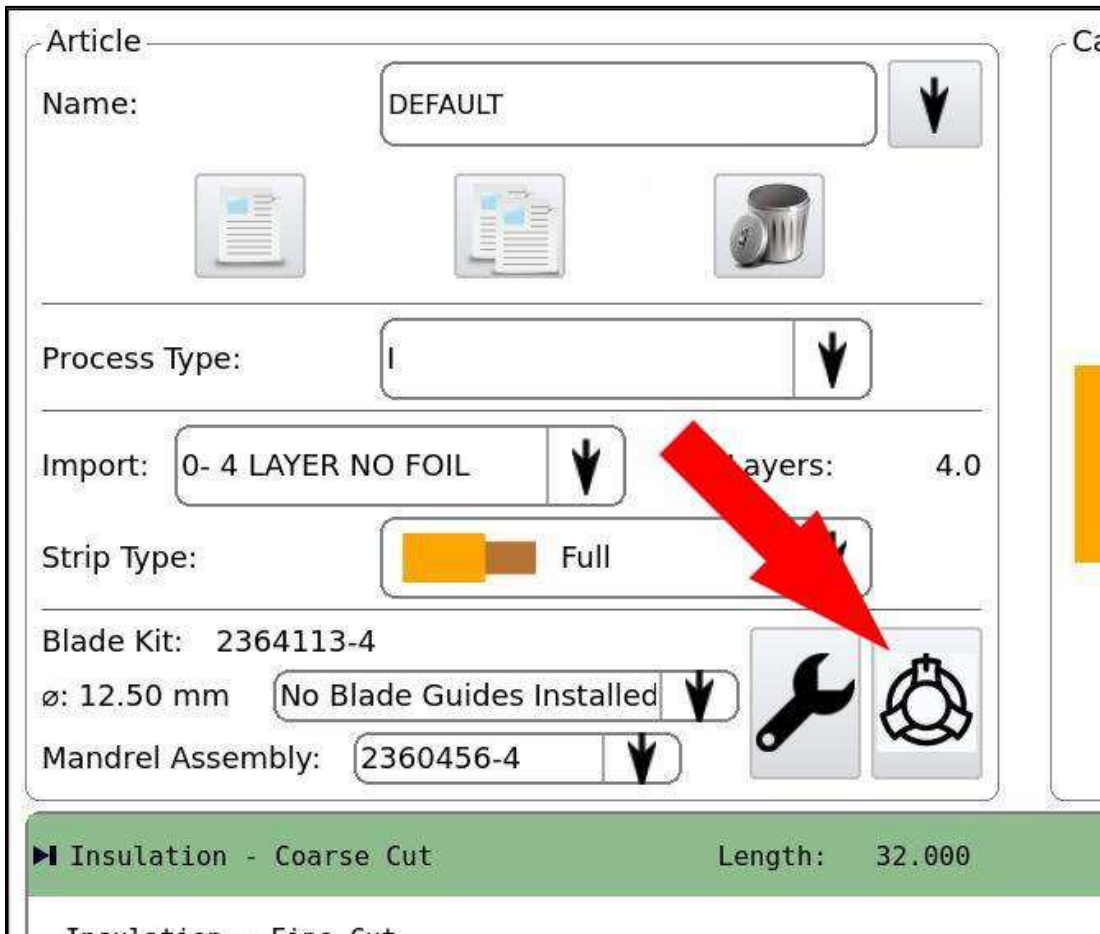 Article
Name: DEFAULT
Process Type: I
Import: 0- 4 LAYER NO FOIL ayers: 4.0
Strip Type: Full
Blade Kit: 2364113-4
⌀: 12.50 mm No Blade Guides Installed
Mandrel Assembly: 2360456-4
Insulation - Coarse Cut Length: 32.000